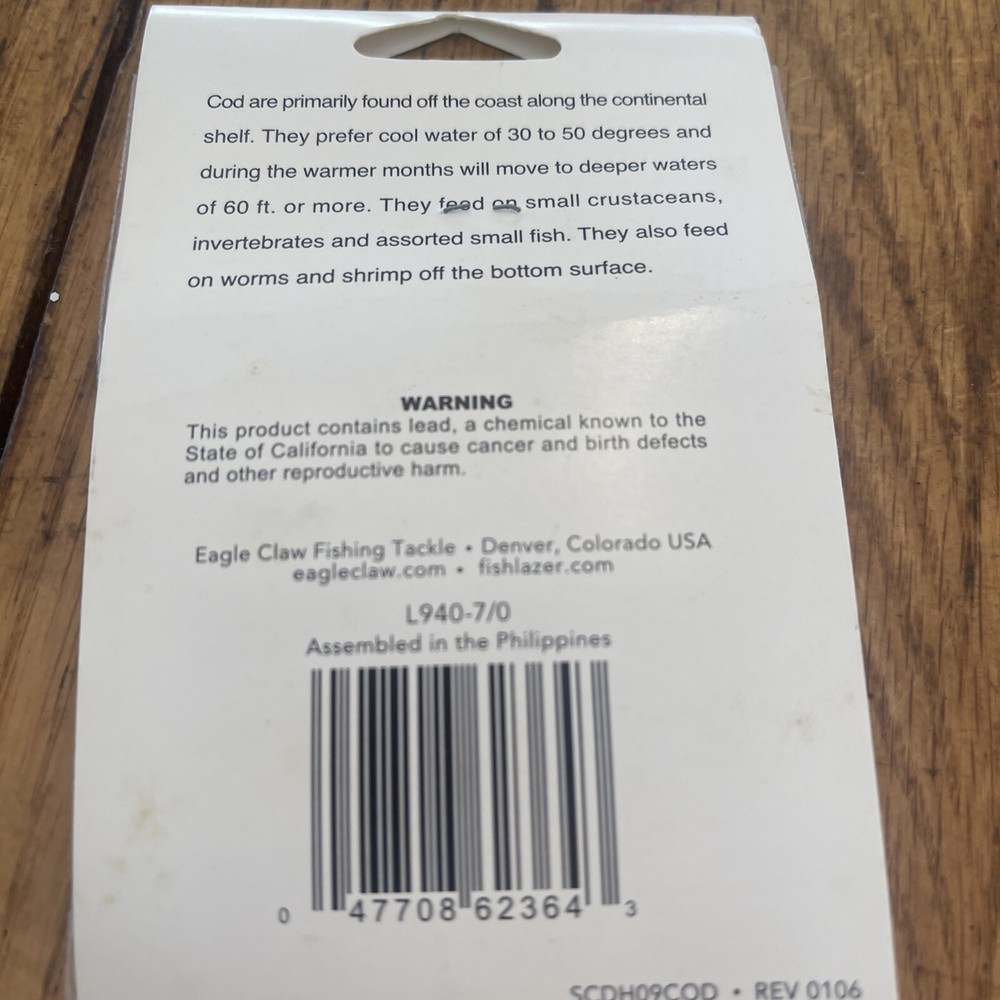 Cod are primarily found off the coast along the continental
shelf. They prefer cool water of 30 to 50 degrees and
during the warmer months will move to deeper waters
of 60 ft. or more. They feed on small crustaceans,
invertebrates and assorted small fish. They also feed
on worms and shrimp off the bottom surface.
WARNING
This product contains lead, a chemical known to the
State of California to cause cancer and birth defects
and other reproductive harm.
Eagle Claw Fishing Tackle • Denver, Colorado USA
eagleclaw.com • fishlazer.com
L940-7/0
Assembled in the Philippines
0 47708 62364 3
SCDH09COD • REV 0106